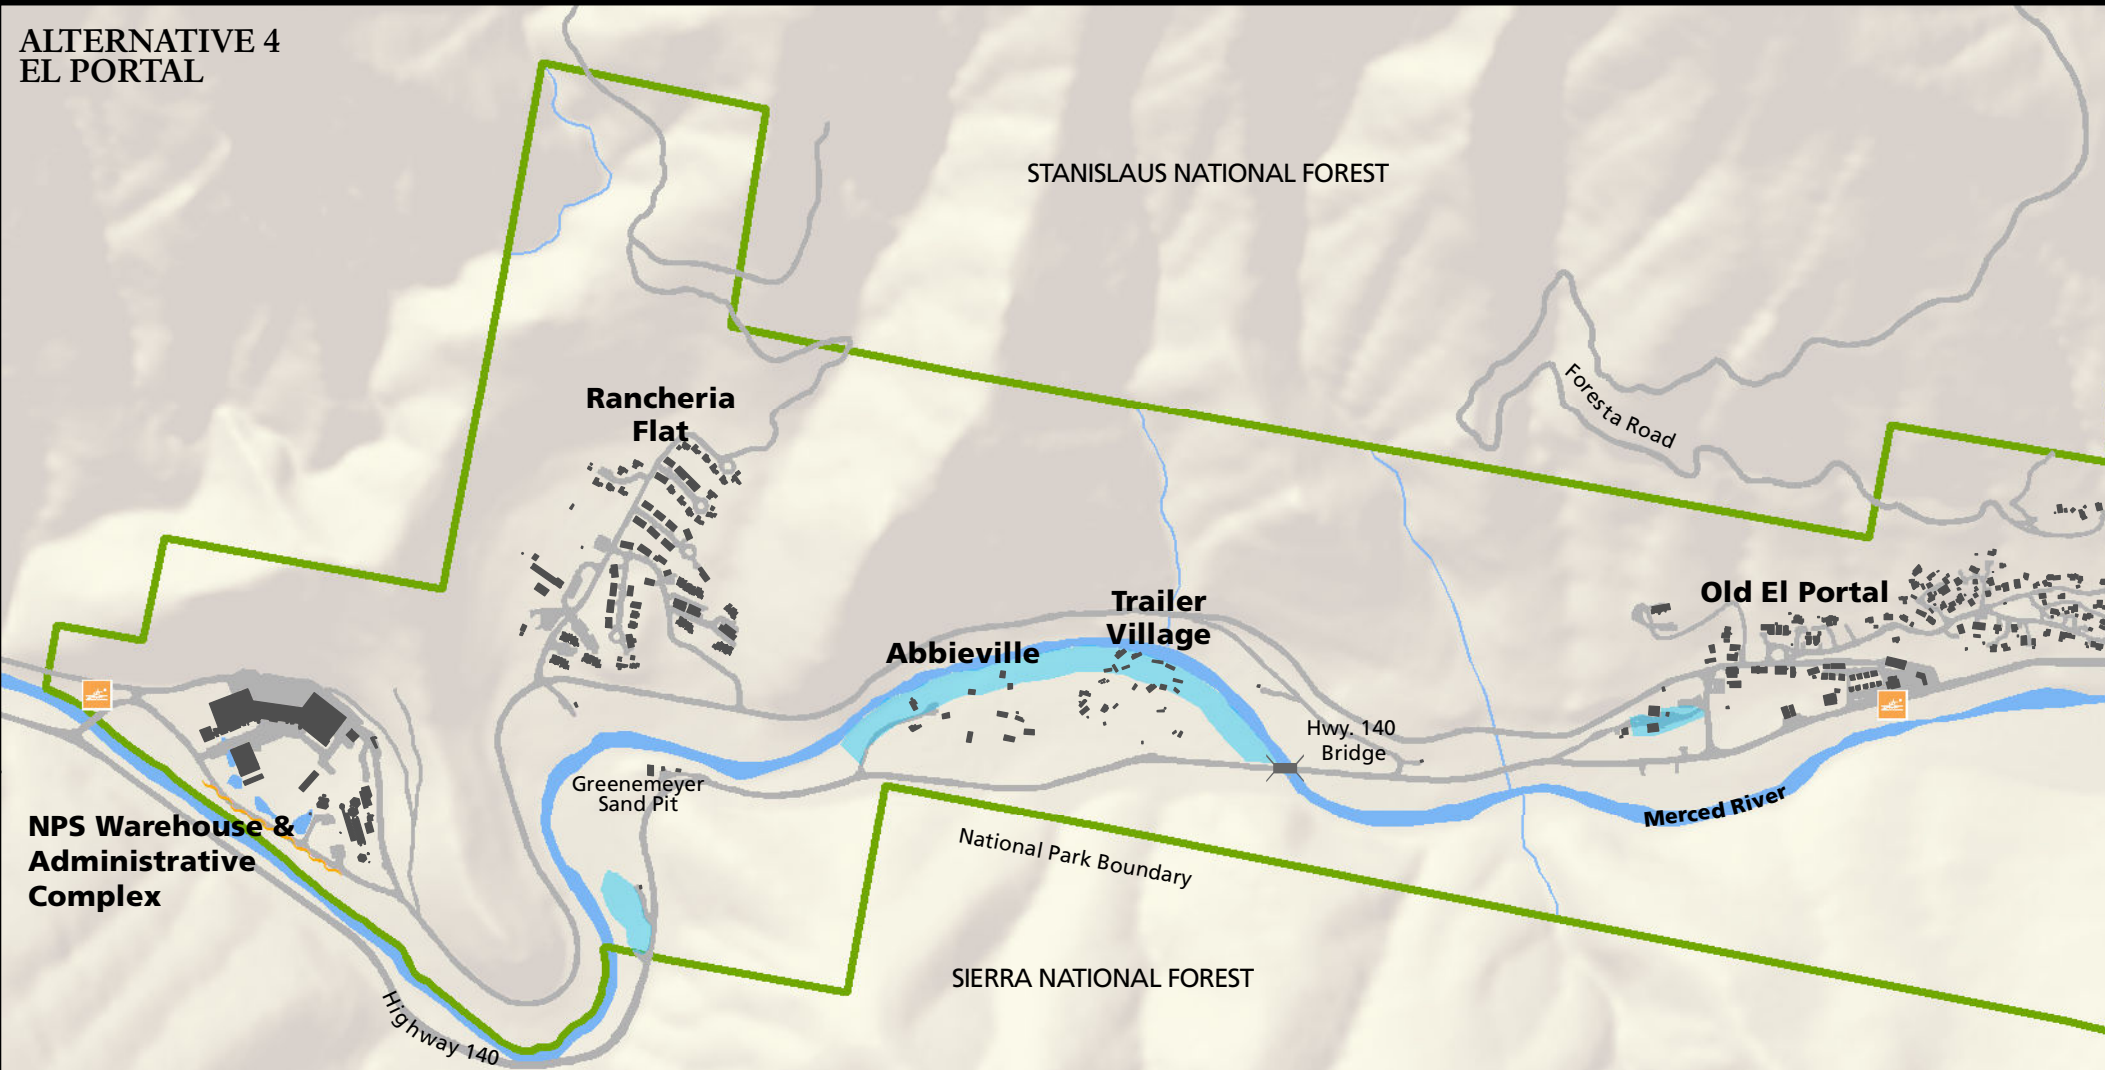 ALTERNATIVE 4
EL PORTAL
STANISLAUS NATIONAL FOREST
Foresta Road
Rancheria
Flat
Old El Portal
Trailer
Village
Abbieville
Hwy. 140
Bridge
Greenemeyer
Sand Pit
Merced River
NPS Warehouse &
Administrative
Complex
National Park Boundary
SIERRA NATIONAL FOREST
Highway 140